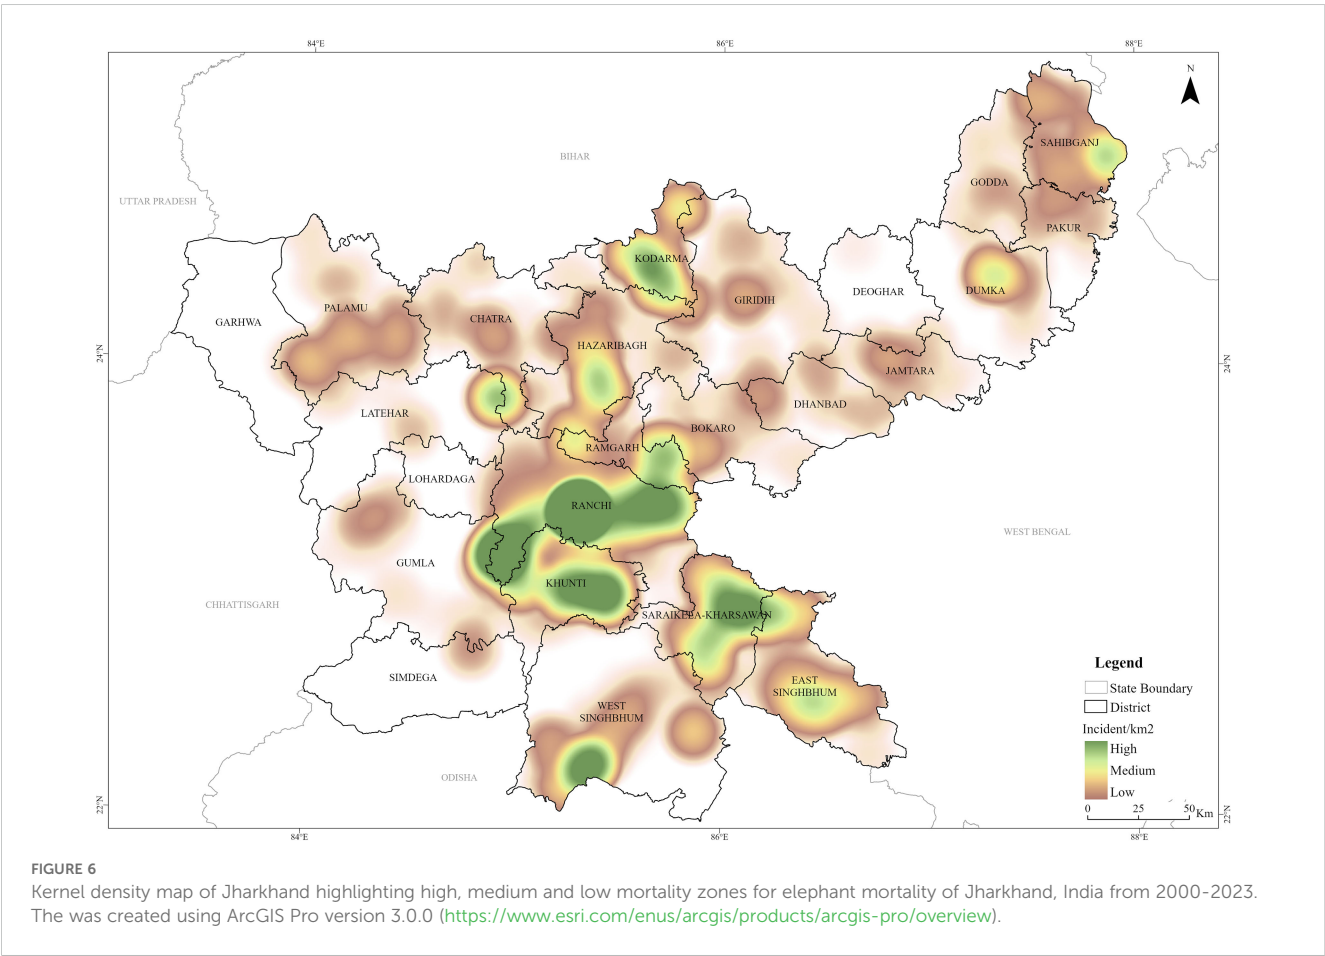 84°E 86°E 88°E
N
BIHAR
SAHIBGANJ
GODDA
UTTAR PRADESH
PAKUR
KODARMA
DUMKA
DEOGHAR
GIRIDIH
PALAMU
GARHWA
CHATRA
HAZARIBAGH
24°N
24°N
JAMTARA
DHANBAD
LATEHAR
BOKARO
RAMGARH
LOHARDAGA
RANCHI
WEST BENGAL
GUMLA
KHUNTI
CHHATTISGARH
SARAIKELA-KHARSAWAN
SIMDEGA
EAST
SINGHBHUM
WEST
SINGHBHUM
ODISHA
Legend
State Boundary
District
Incident/km2
High
Medium
Low
0 25 50 Km
22°N
22°N
84°E 86°E 88°E
FIGURE 6
Kernel density map of Jharkhand highlighting high, medium and low mortality zones for elephant mortality of Jharkhand, India from 2000-2023.
The was created using ArcGIS Pro version 3.0.0 (https://www.esri.com/enus/arcgis/products/arcgis-pro/overview).